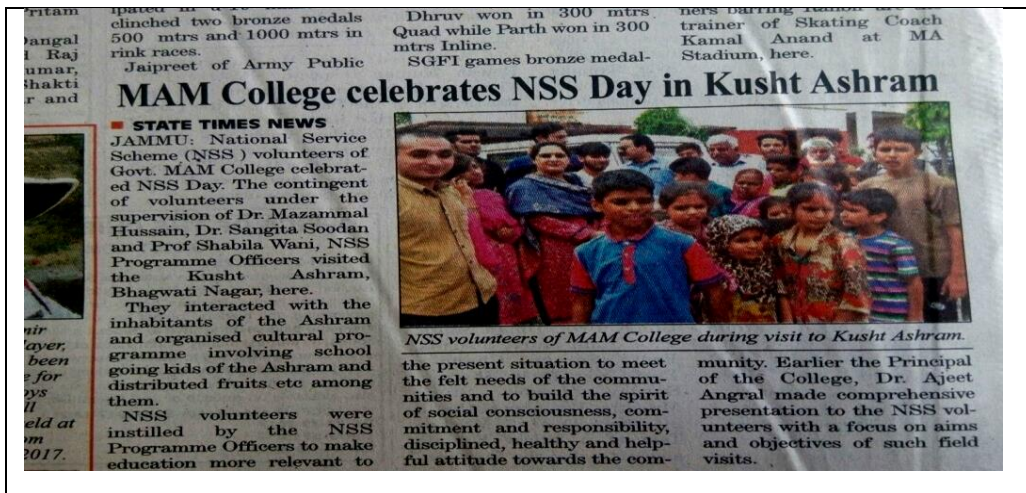 ritam
angal
Raj
umar,
hakti
r and
clinched two bronze medals
500 mtrs and 1000 mtrs in
rink races.
Jaipreet of Army Public
Dhruv won in 300 mtrs
Quad while Parth won in 300
mtrs Inline.
SGFI games bronze medal-
trainer of Skating Coach
Kamal Anand at MA
Stadium, here.
MAM College celebrates NSS Day in Kusht Ashram
STATE TIMES NEWS
JAMMU: National Service
Scheme (NSS ) volunteers of
Govt. MAM College celebrat-
ed NSS Day. The contingent
of volunteers under the
supervision of Dr. Mazammal
Hussain, Dr. Sangita Soodan
and Prof Shabila Wani, NSS
Programme Officers visited
the Kusht Ashram,
Bhagwati Nagar, here.
They interacted with the
inhabitants of the Ashram
and organised cultural pro-
gramme involving school
going kids of the Ashram and
distributed fruits etc among
them.
NSS volunteers were
instilled by the NSS
Programme Officers to make
education more relevant to
NSS volunteers of MAM College during visit to Kusht Ashram.
the present situation to meet
the felt needs of the commu-
nities and to build the spirit
of social consciousness, com-
mitment and responsibility,
disciplined, healthy and help-
ful attitude towards the com-
munity. Earlier the Principal
of the College, Dr. Ajeet
Angral made comprehensive
presentation to the NSS vol-
unteers with a focus on aims
and objectives of such field
visits.
mir
layer,
been
for
oys
ll
eld at
om
2017.